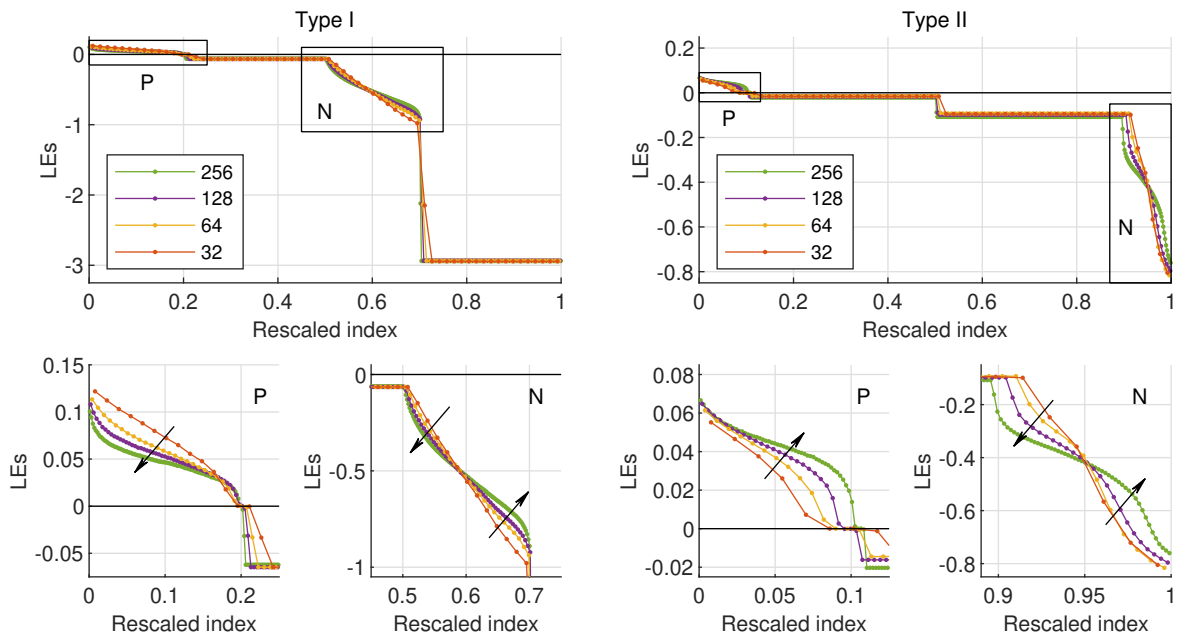 Type I
Type II
0
-1
-2
-3
LEs
P
N
256
128
64
32
0
0.2
0.4
0.6
0.8
1
Rescaled index
0.2
0
-0.2
-0.4
-0.6
-0.8
LEs
P
N
256
128
64
32
0
0.2
0.4
0.6
0.8
1
Rescaled index
0.15
0.1
0.05
0
-0.05
LEs
P
0
0.1
0.2
Rescaled index
0
-0.5
-1
LEs
N
0.5
0.6
0.7
Rescaled index
0.08
0.06
0.04
0.02
0
-0.02
LEs
P
0
0.05
0.1
Rescaled index
-0.2
-0.4
-0.6
-0.8
LEs
N
0.9
0.95
1
Rescaled index